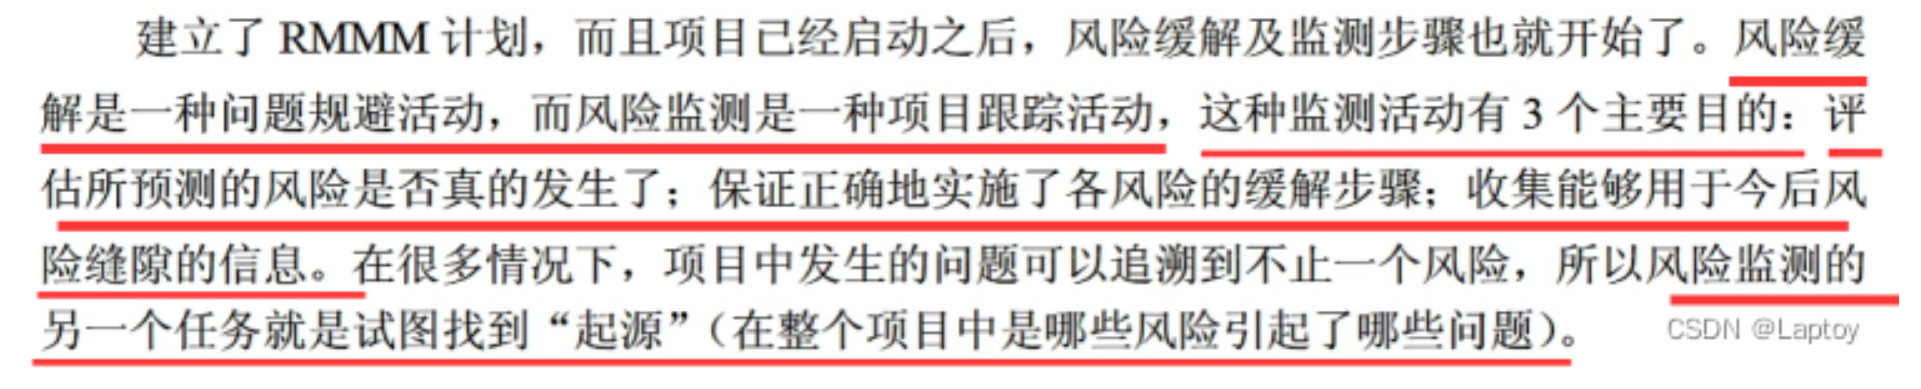 建立了 RMMM 计划，而且项目已经启动之后，风险缓解及监测步骤也就开始了。风险缓
解是一种问题规避活动，而风险监测是一种项目跟踪活动，这种监测活动有 3 个主要目的：评
估所预测的风险是否真的发生了；保证正确地实施了各风险的缓解步骤；收集能够用于今后风
险缝隙的信息。在很多情况下，项目中发生的问题可以追溯到不止一个风险，所以风险监测的
另一个任务就是试图找到“起源”（在整个项目中是哪些风险引起了哪些问题）。
CSDN @Laptoy